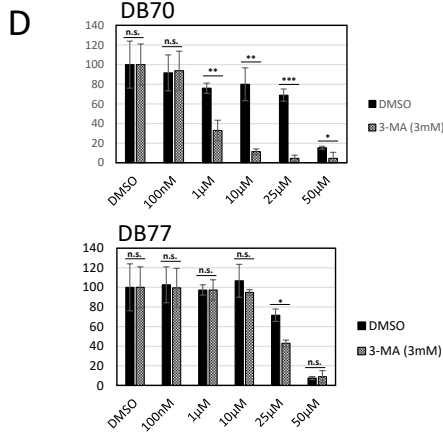 D
DB70
140
120
100
80
60
40
20
0
n.s.
n.s.
**
**
***
*
DMSO
100nM
1µM
10µM
25µM
50µM
DMSO
3-MA (3mM)
DB77
140
120
100
80
60
40
20
0
n.s.
n.s.
n.s.
n.s.
*
n.s.
DMSO
100nM
1µM
10µM
25µM
50µM
DMSO
3-MA (3mM)